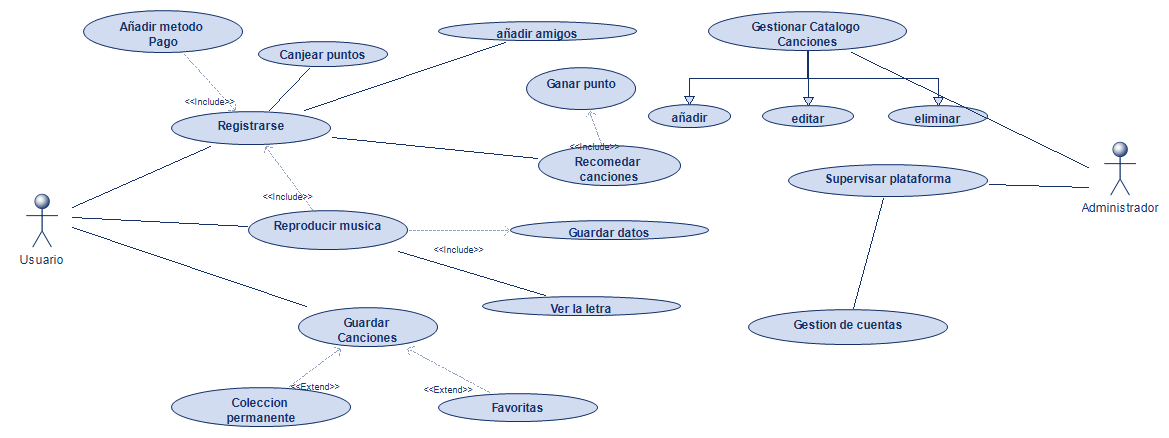 Añadir metodo
Pago
Canjear puntos
añadir amigos
Gestionar Catalogo
Canciones
Ganar punto
<<Include>>
Registrarse
añadir
editar
eliminar
<<Include>>
Recomedar
canciones
Supervisar plataforma
Administrador
<<Include>>
Reproducir musica
Guardar datos
<<Include>>
Usuario
Ver la letra
Guardar
Canciones
Gestion de cuentas
<<Extend>>
<<Extend>>
Coleccion
permanente
Favoritas